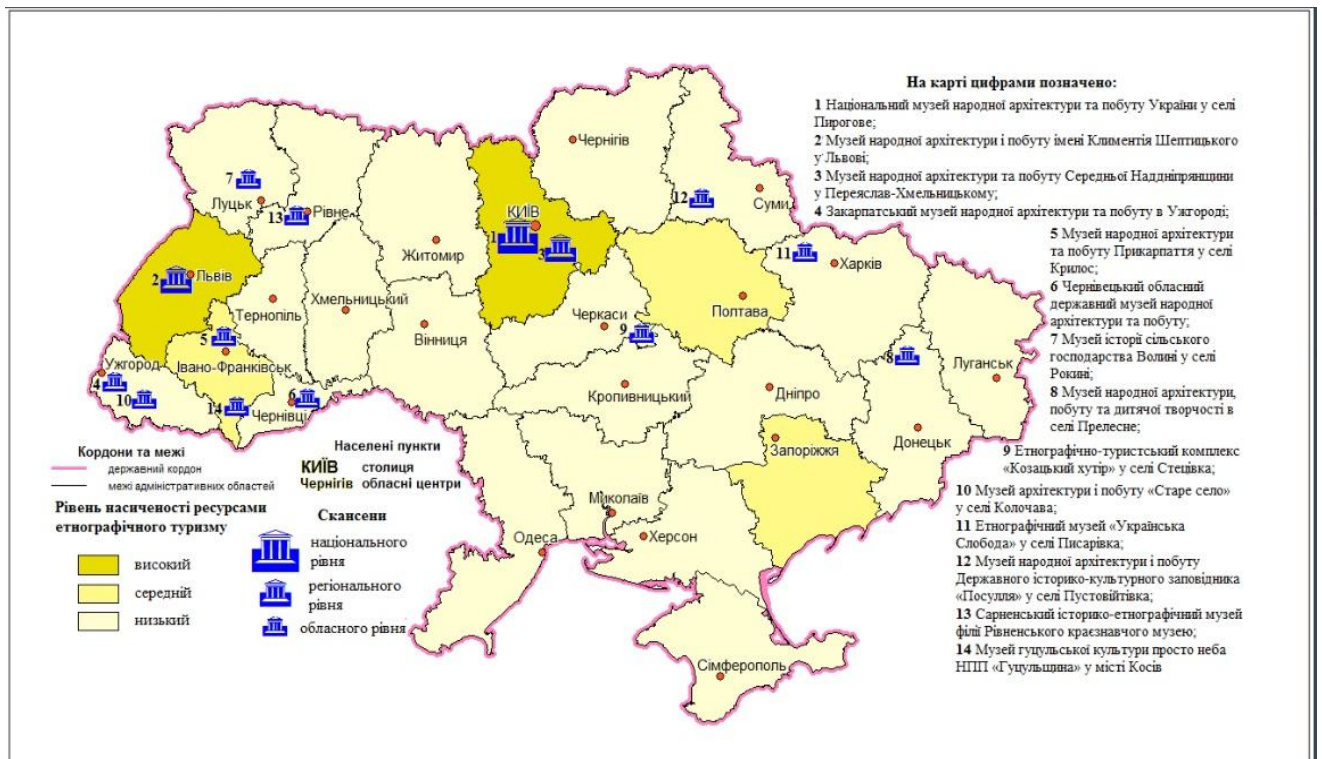 На карті цифрами позначено:
1 Національний музей народної архітектури та побуту України у селі
Пирогове;
2 Музей народної архітектури і побуту імені Климентія Шептицького
у Львові;
3 Музей народної архітектури та побуту Середньої Наддніпрянщини
у Переяслав-Хмельницькому;
4 Закарпатський музей народної архітектури та побуту в Ужгороді;
5 Музей народної архітектури
та побуту Прикарпаття у селі
Крилос;
6 Чернівецький обласний
державний музей народної
архітектури та побуту;
7 Музей історії сільського
господарства Волині у селі
Рокині;
8 Музей народної архітектури,
побуту та дитячої творчості в
селі Прелесне;
9 Етнографічно-туристський комплекс
«Козацький хутір» у селі Стецівка;
10 Музей архітектури і побуту «Старе село»
у селі Колочава;
11 Етнографічний музей «Українська
Слобода» у селі Писарівка;
12 Музей народної архітектури і побуту
Державного історико-культурного заповідника
«Посулля» у селі Пустовійтівка;
13 Сарненський історико-етнографічний музей
філії Рівненського краєзнавчого музею;
14 Музей гуцульської культури просто неба
НПП «Гуцульщина» у місті Косів
Чернігів
7
Луцьк
13
Рівне
12
Суми
КИЇВ
1
3
Житомир
11
Харків
2
Львів
Тернопіль
Хмельницький
Вінниця
Черкаси
9
Полтава
5
Івано-Франківськ
Ужгород
4
10
14
6
Чернівці
Кропивницький
Дніпро
8
Луганськ
Донецьк
Запоріжжя
Миколаїв
Одеса
Херсон
Сімферополь
Кордони та межі
державний кордон
межі адміністративних областей
Населені пункти
КИЇВ столиця
Чернігів обласні центри
Рівень насиченості ресурсами
етнографічного туризму
високий
середній
низький
Скансени
національного
рівня
регіонального
рівня
обласного рівня